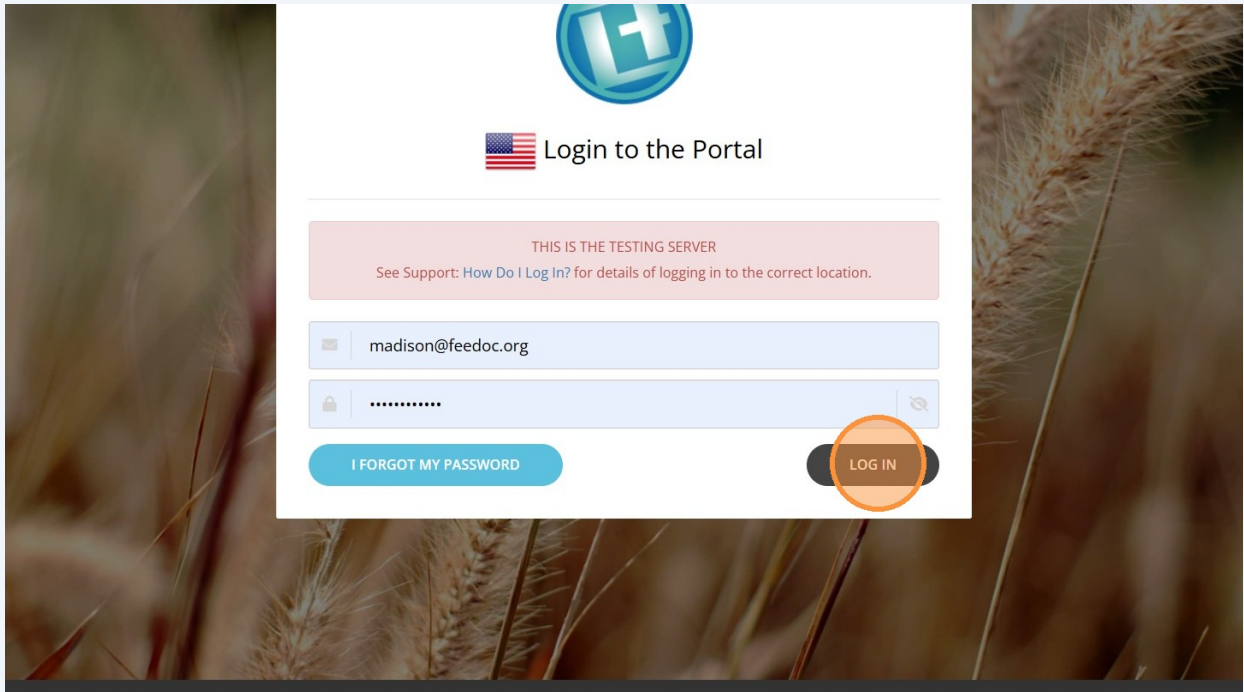 Login to the Portal
THIS IS THE TESTING SERVER
See Support: How Do I Log In? for details of logging in to the correct location.
madison@feedoc.org
••••••••••••
I FORGOT MY PASSWORD
LOG IN